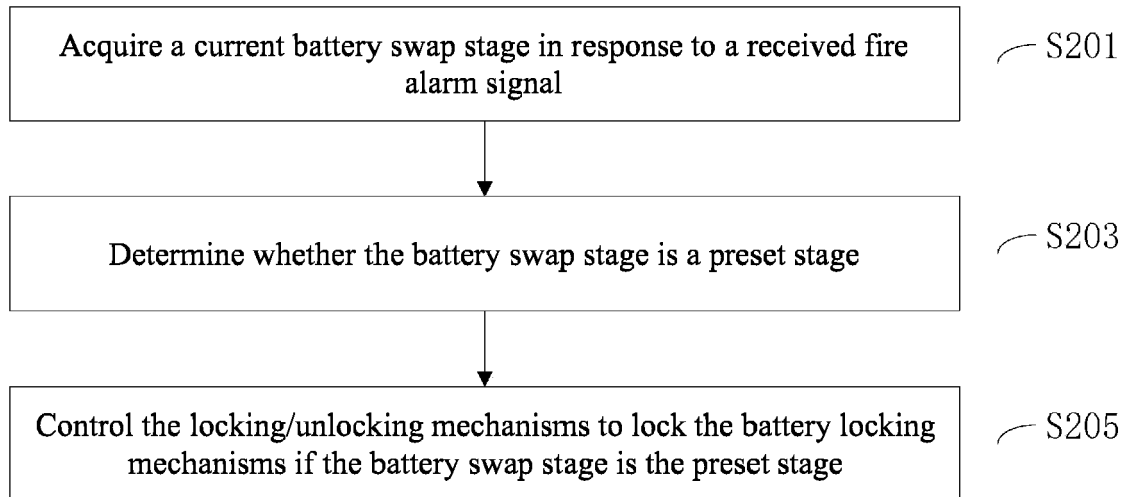 Acquire a current battery swap stage in response to a received fire
alarm signal
S201
Determine whether the battery swap stage is a preset stage
S203
Control the locking/unlocking mechanisms to lock the battery locking
mechanisms if the battery swap stage is the preset stage
S205